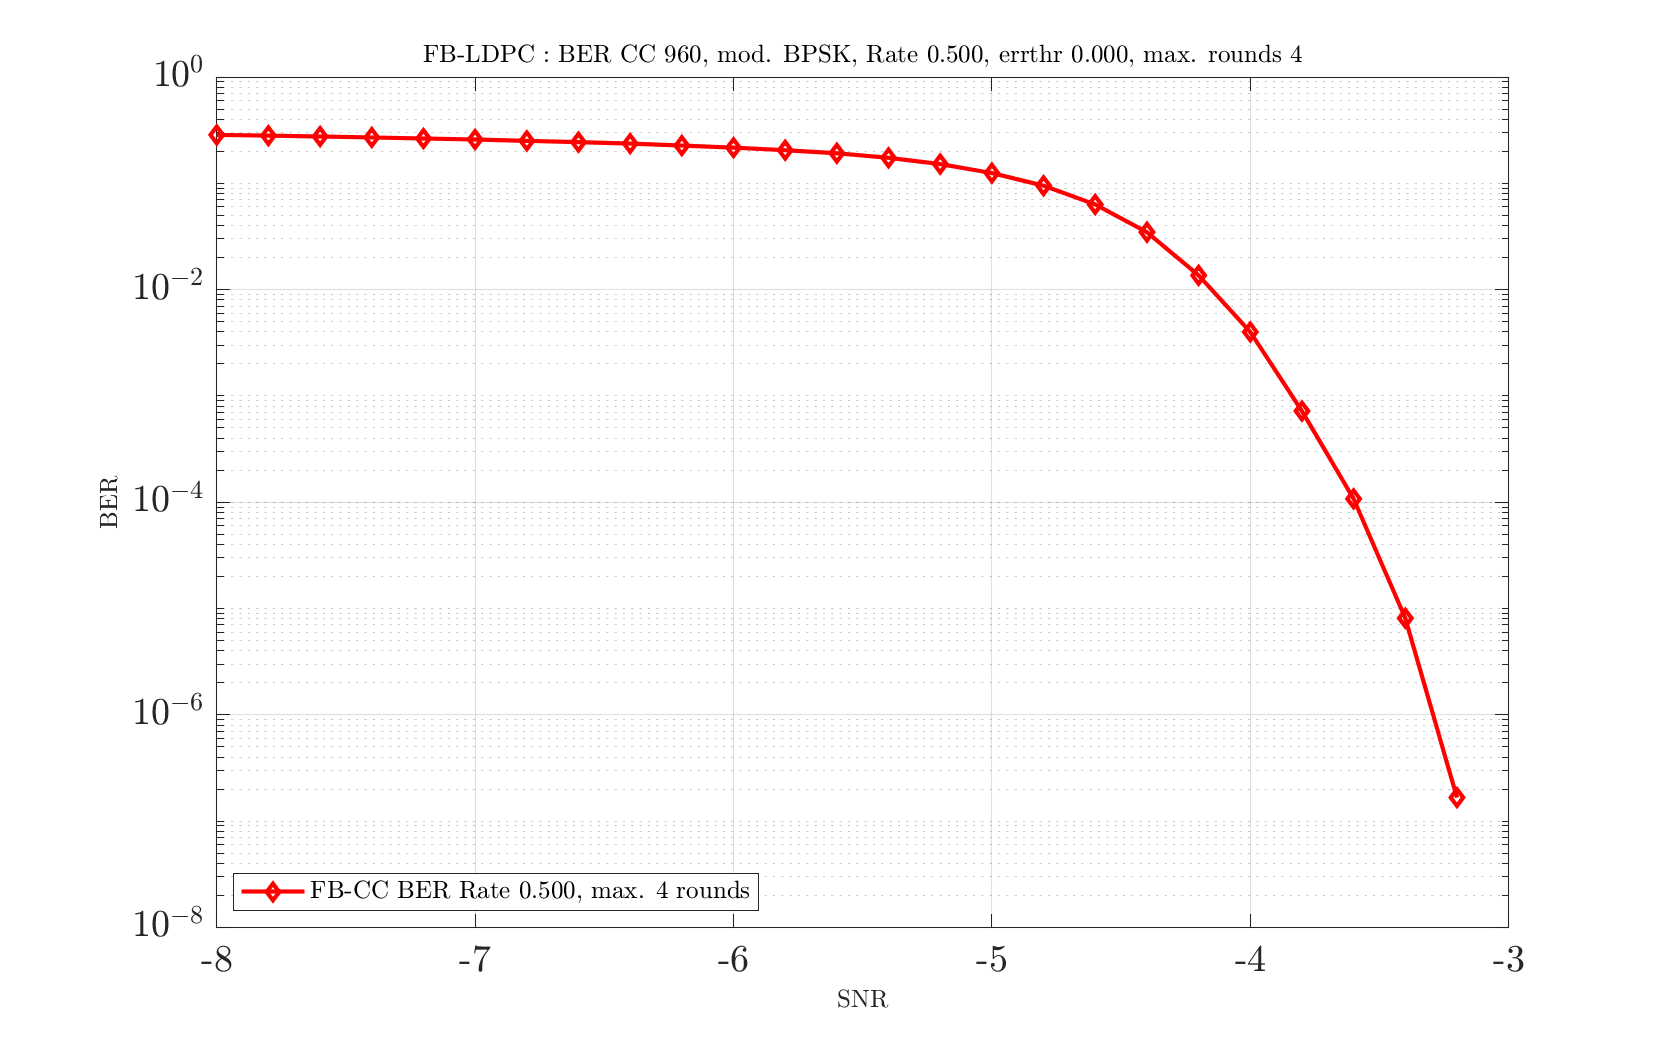 FB-LDPC : BER CC 960, mod. BPSK, Rate 0.500, errthr 0.000, max. rounds 4
10^0
10^-2
10^-4
10^-6
10^-8
BER
FB-CC BER Rate 0.500, max. 4 rounds
-8 -7 -6 -5 -4 -3
SNR